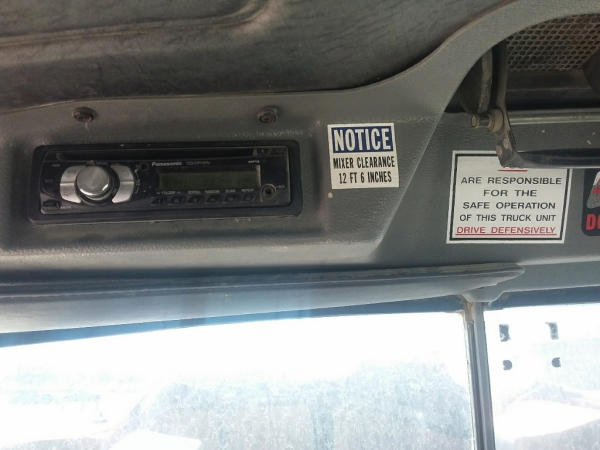 Panasonic
NOTICE
MIXER CLEARANCE
12 FT 6 INCHES
ARE RESPONSIBLE
FOR THE
SAFE OPERATION
OF THIS TRUCK UNIT
DRIVE DEFENSIVELY